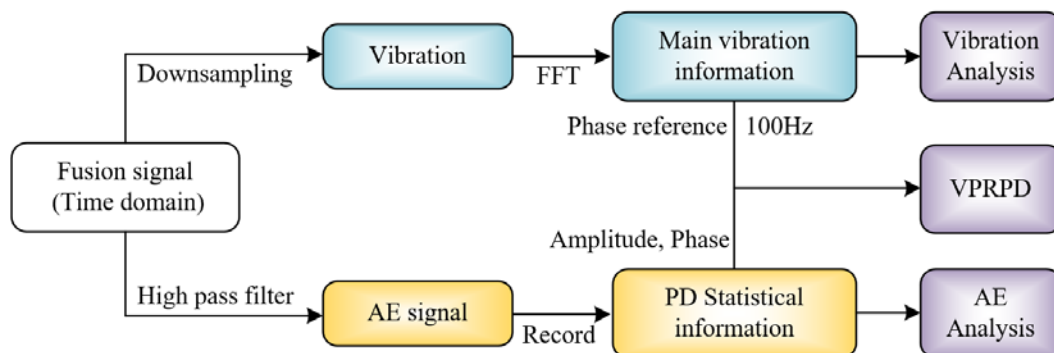 Vibration
Main vibration
information
Vibration
Analysis
Downsampling
FFT
Phase reference
100Hz
Fusion signal
(Time domain)
VPRPD
Amplitude, Phase
High pass filter
AE signal
Record
PD Statistical
information
AE
Analysis